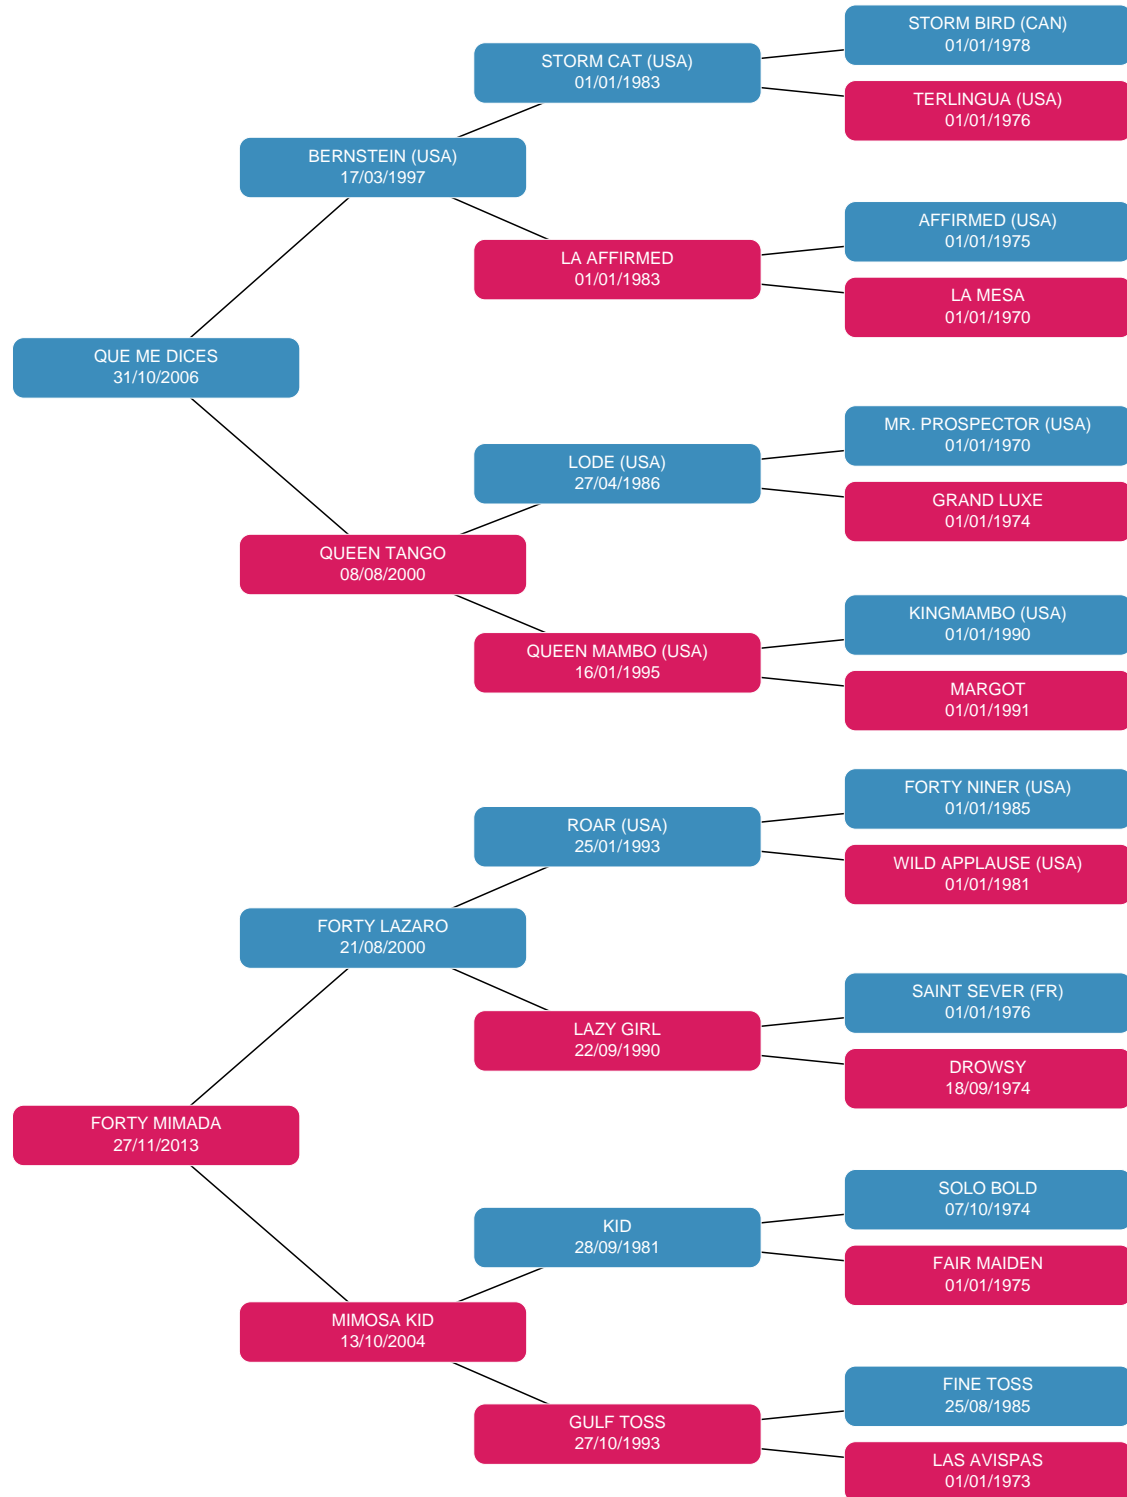 STORM BIRD (CAN)
01/01/1978
STORM CAT (USA)
01/01/1983
TERLINGUA (USA)
01/01/1976
BERNSTEIN (USA)
17/03/1997
AFFIRMED (USA)
01/01/1975
LA AFFIRMED
01/01/1983
LA MESA
01/01/1970
QUE ME DICES
31/10/2006
MR. PROSPECTOR (USA)
01/01/1970
LODE (USA)
27/04/1986
GRAND LUXE
01/01/1974
QUEEN TANGO
08/08/2000
KINGMAMBO (USA)
01/01/1990
QUEEN MAMBO (USA)
16/01/1995
MARGOT
01/01/1991
FORTY NINER (USA)
01/01/1985
ROAR (USA)
25/01/1993
WILD APPLAUSE (USA)
01/01/1981
FORTY LAZARO
21/08/2000
SAINT SEVER (FR)
01/01/1976
LAZY GIRL
22/09/1990
DROWSY
18/09/1974
FORTY MIMADA
27/11/2013
SOLO BOLD
07/10/1974
KID
28/09/1981
FAIR MAIDEN
01/01/1975
MIMOSA KID
13/10/2004
FINE TOSS
25/08/1985
GULF TOSS
27/10/1993
LAS AVISPAS
01/01/1973